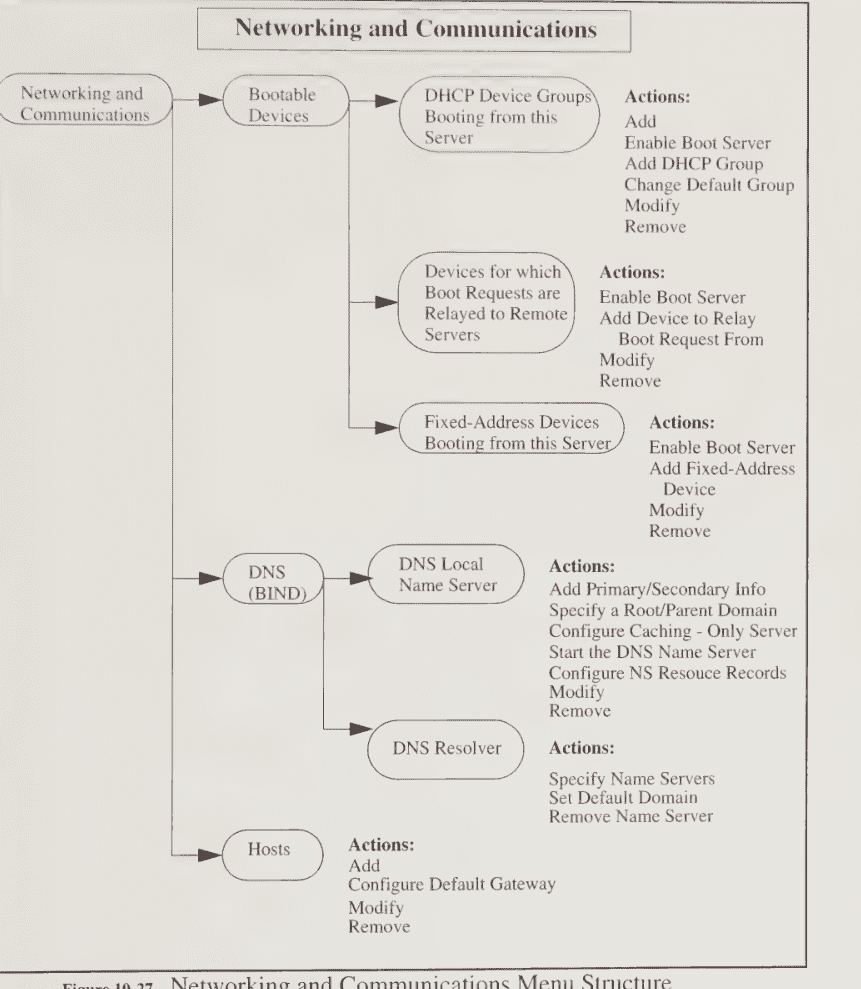 Networking and Communications
Networking and
Communications
Bootable
Devices
DHCP Device Groups
Booting from this
Server
Actions:
Add
Enable Boot Server
Add DHCP Group
Change Default Group
Modify
Remove
Devices for which
Boot Requests are
Relayed to Remote
Servers
Actions:
Enable Boot Server
Add Device to Relay
Boot Request From
Modify
Remove
Fixed-Address Devices
Booting from this Server
Actions:
Enable Boot Server
Add Fixed-Address
Device
Modify
Remove
DNS
(BIND)
DNS Local
Name Server
Actions:
Add Primary/Secondary Info
Specify a Root/Parent Domain
Configure Caching - Only Server
Start the DNS Name Server
Configure NS Resouce Records
Modify
Remove
DNS Resolver
Actions:
Specify Name Servers
Set Default Domain
Remove Name Server
Hosts
Actions:
Add
Configure Default Gateway
Modify
Remove
Figure 10-27 Networking and Communications Menu Structure